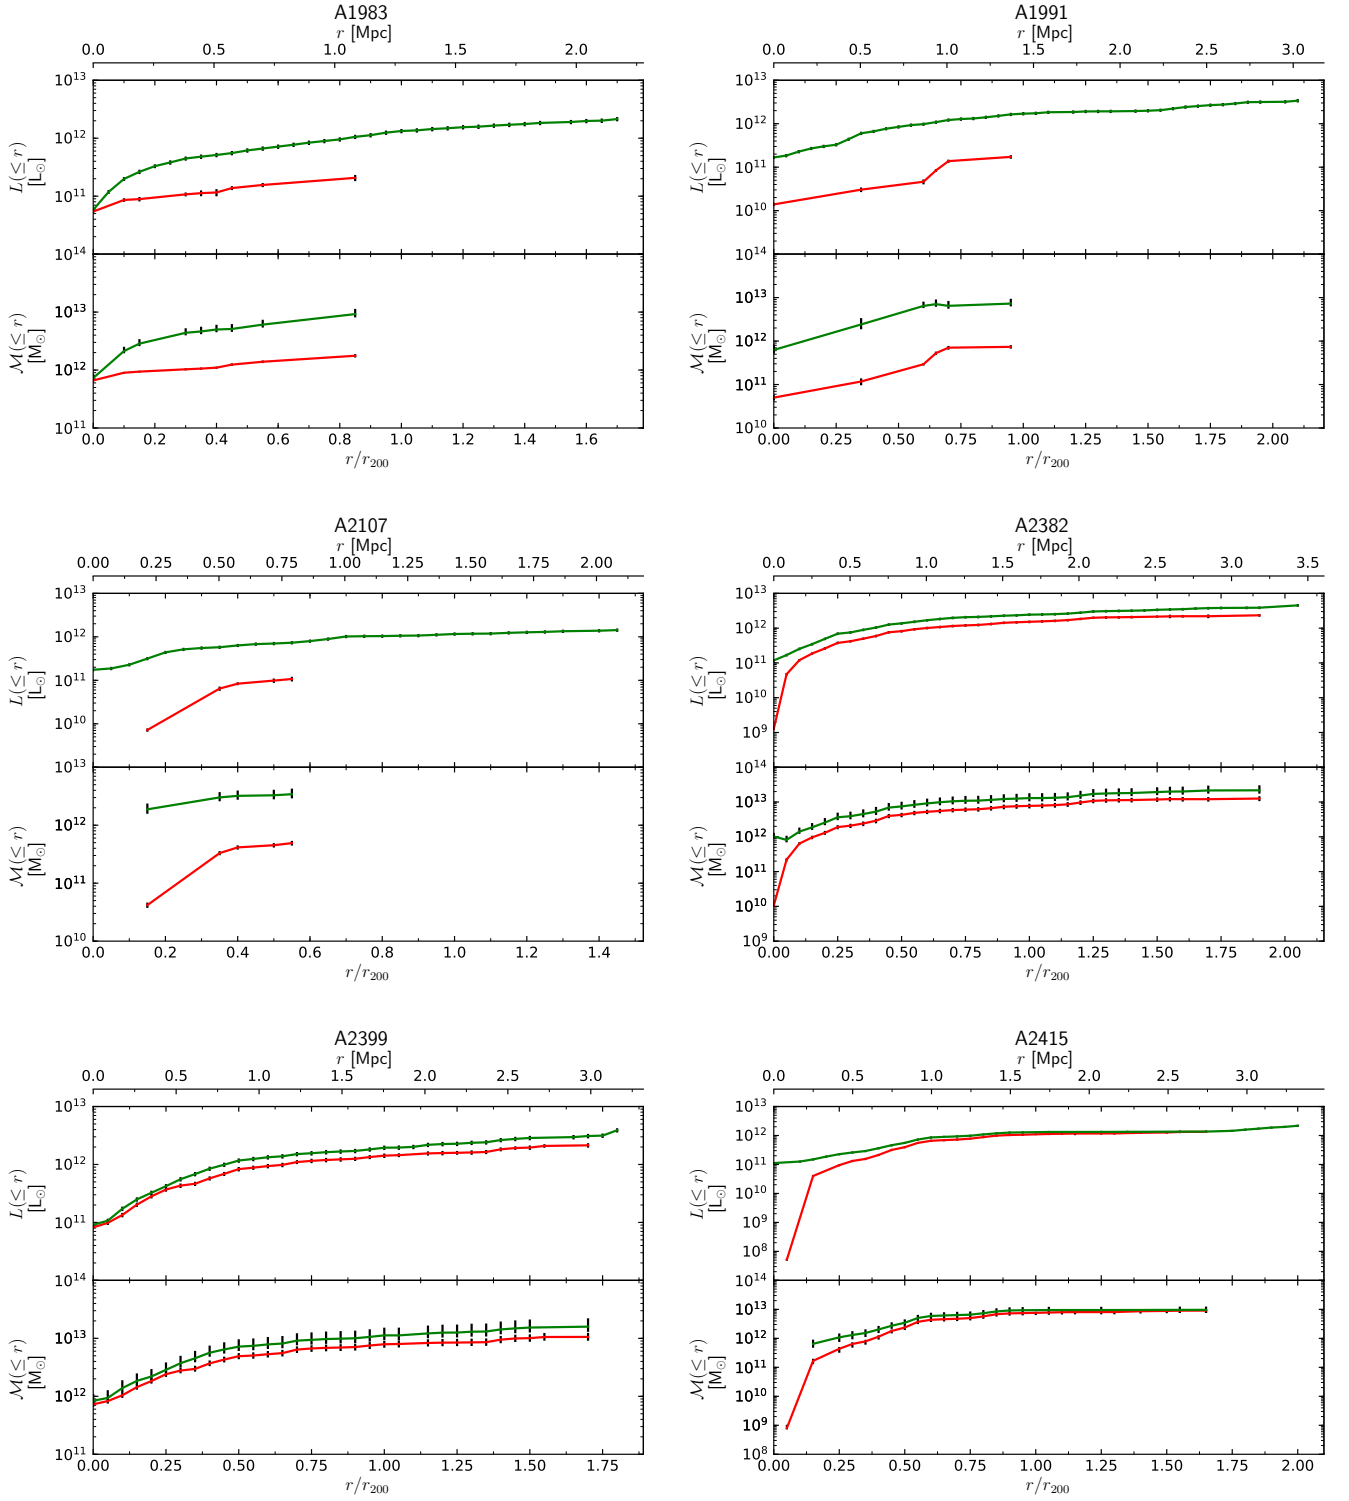 A1983
r [Mpc]
0.0 0.5 1.0 1.5 2.0
10^13
10^12
10^11
10^14
L(≤ r)
[L⊙]
10^13
10^12
10^11
M(≤ r)
[M⊙]
0.0 0.2 0.4 0.6 0.8 1.0 1.2 1.4 1.6
r/r_200
A1991
r [Mpc]
0.0 0.5 1.0 1.5 2.0 2.5 3.0
10^13
10^12
10^11
10^10
10^14
L(≤ r)
[L⊙]
10^13
10^12
10^11
10^10
M(≤ r)
[M⊙]
0.00 0.25 0.50 0.75 1.00 1.25 1.50 1.75 2.00
r/r_200
A2107
r [Mpc]
0.00 0.25 0.50 0.75 1.00 1.25 1.50 1.75 2.00
10^13
10^12
10^11
10^10
10^13
L(≤ r)
[L⊙]
10^12
10^11
10^10
M(≤ r)
[M⊙]
0.0 0.2 0.4 0.6 0.8 1.0 1.2 1.4
r/r_200
A2382
r [Mpc]
0.0 0.5 1.0 1.5 2.0 2.5 3.0 3.5
10^13
10^12
10^11
10^10
10^9
10^14
L(≤ r)
[L⊙]
10^13
10^12
10^11
10^10
10^9
M(≤ r)
[M⊙]
0.00 0.25 0.50 0.75 1.00 1.25 1.50 1.75 2.00
r/r_200
A2399
r [Mpc]
0.0 0.5 1.0 1.5 2.0 2.5 3.0
10^13
10^12
10^11
10^14
L(≤ r)
[L⊙]
10^13
10^12
10^11
M(≤ r)
[M⊙]
0.00 0.25 0.50 0.75 1.00 1.25 1.50 1.75
r/r_200
A2415
r [Mpc]
0.0 0.5 1.0 1.5 2.0 2.5 3.0
10^13
10^12
10^11
10^10
10^9
10^8
10^14
L(≤ r)
[L⊙]
10^13
10^12
10^11
10^10
10^9
10^8
M(≤ r)
[M⊙]
0.00 0.25 0.50 0.75 1.00 1.25 1.50 1.75 2.00
r/r_200